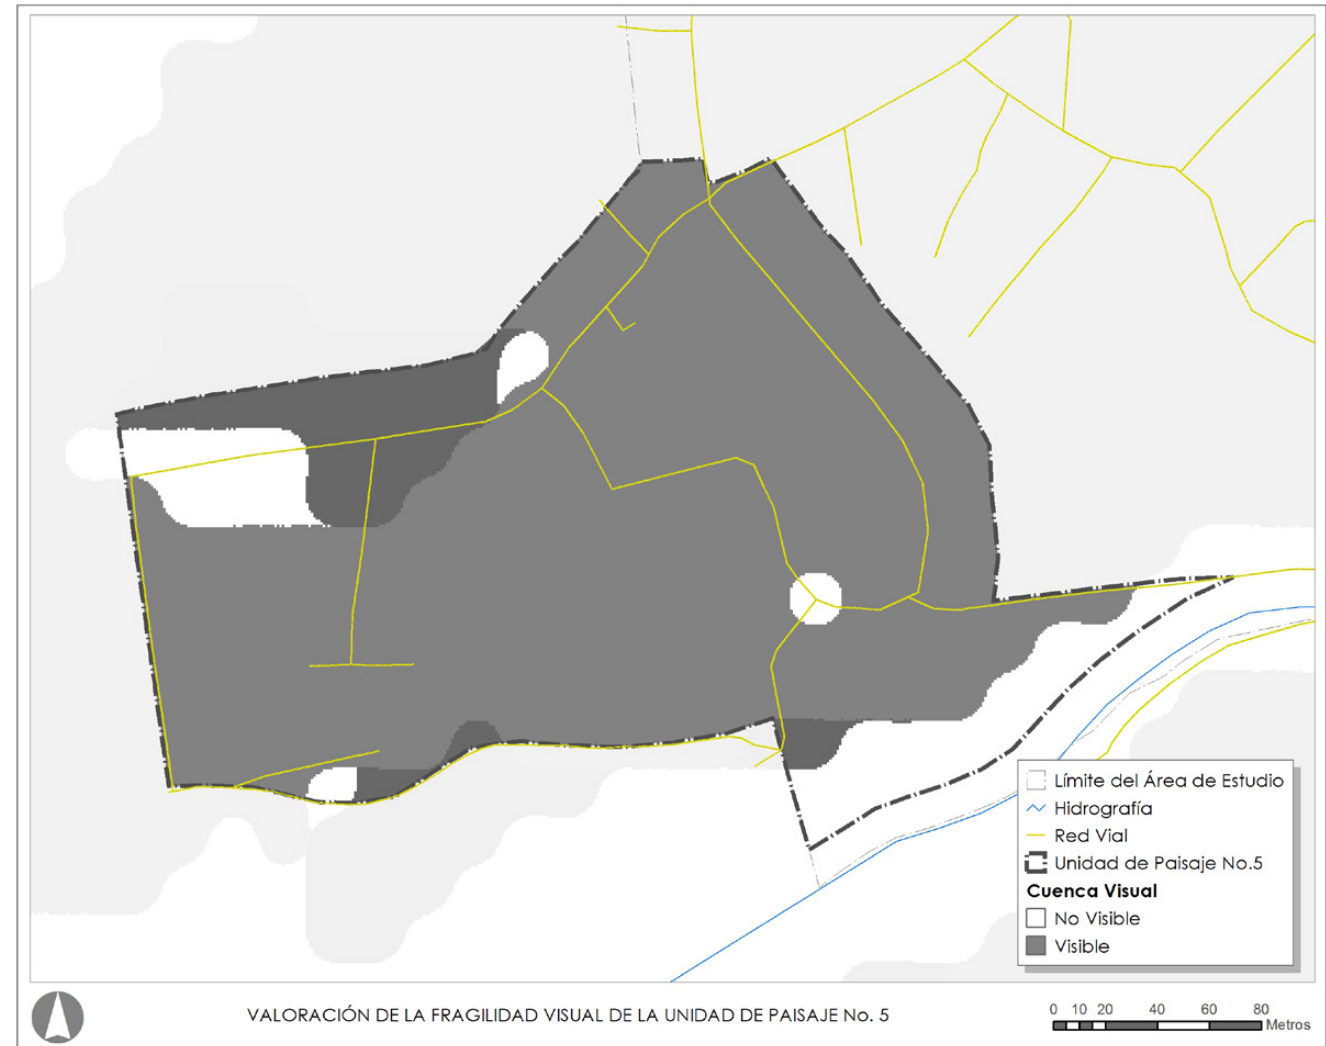 Límite del Área de Estudio
Hidrografía
Red Vial
Unidad de Paisaje No.5
Cuenca Visual
No Visible
Visible
VALORACIÓN DE LA FRAGILIDAD VISUAL DE LA UNIDAD DE PAISAJE No. 5
0 10 20 40 60 80
Metros